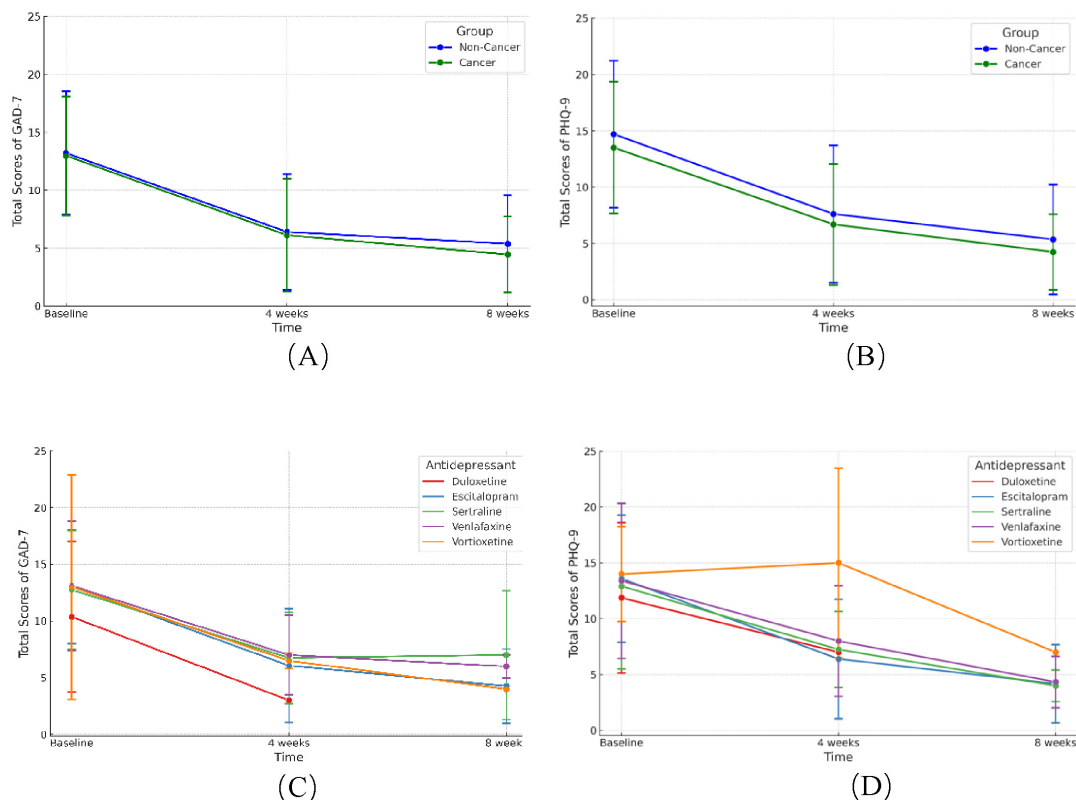 25
20
15
10
5
0
Total Scores of GAD-7
Group
Non-Cancer
Cancer
Baseline
4 weeks
8 weeks
Time
(A)
25
20
15
10
5
0
Total Scores of PHQ-9
Group
Non-Cancer
Cancer
Baseline
4 weeks
8 weeks
Time
(B)
25
20
15
10
5
0
Total Scores of GAD-7
Antidepressant
Duloxetine
Escitalopram
Sertraline
Venlafaxine
Vortioxetine
Baseline
4 weeks
8 week
Time
(C)
25
20
15
10
5
0
Total Scores of PHQ-9
Antidepressant
Duloxetine
Escitalopram
Sertraline
Venlafaxine
Vortioxetine
Baseline
4 weeks
8 weeks
Time
(D)